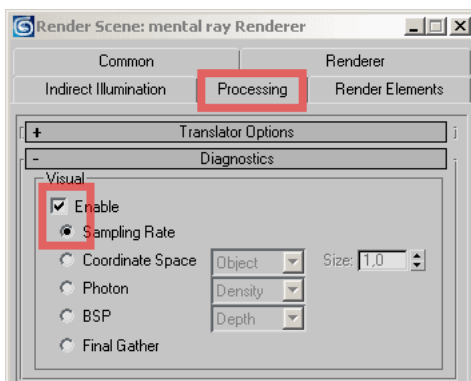 Render Scene: mental ray Renderer
Common Renderer
Indirect Illumination Processing Render Elements
+ Translator Options
- Diagnostics
Visual
Enable
Sampling Rate
Coordinate Space Object Size: 1,0
Photon Density
BSP Depth
Final Gather